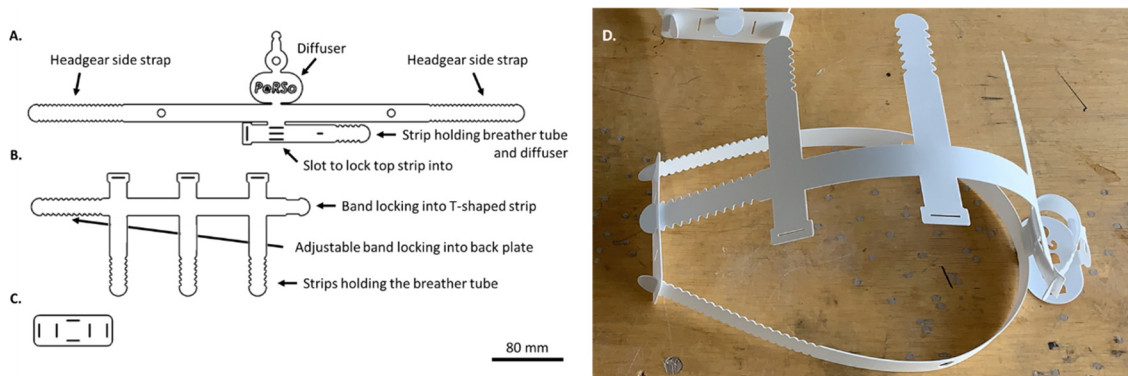 A.
Headgear side strap
Diffuser
Headgear side strap
PeRSo
Strip holding breather tube
and diffuser
Slot to lock top strip into
B.
Band locking into T-shaped strip
Adjustable band locking into back plate
Strips holding the breather tube
C.
80 mm
D.